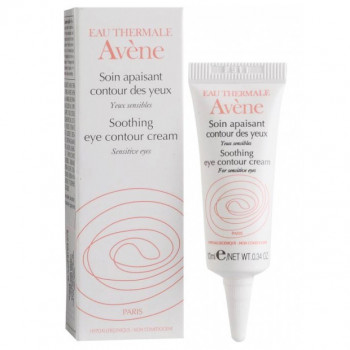 EAU THERMALE
Avène
Soin apaisant
contour des yeux
Yeux sensibles
Soothing
eye contour cream
Sensitive eyes
PARIS
EAU THERMALE
Avène
Soin apaisant
contour des yeux
Yeux sensibles
Soothing
eye contour cream
For sensitive eyes
PARIS
10ml ℮/NET WT. 0.34 OZ.